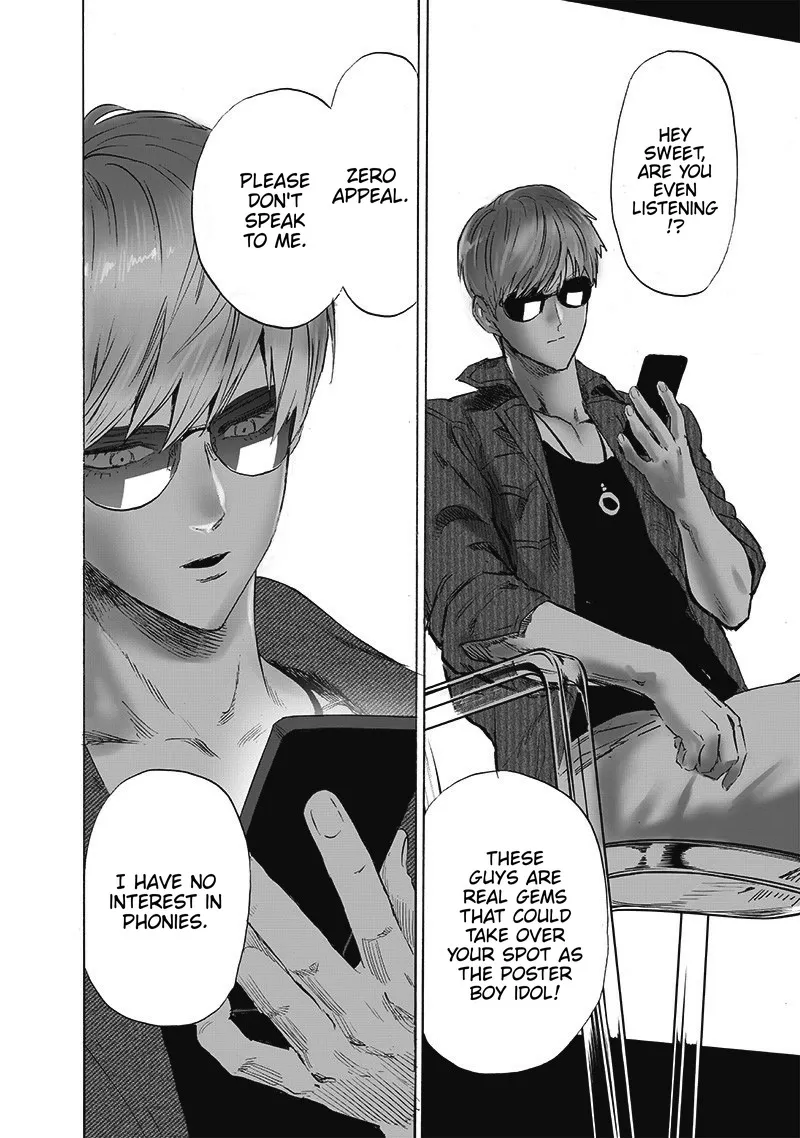 HEY
SWEET,
ARE YOU
EVEN
LISTENING
!?
THESE
GUYS ARE
REAL GEMS
THAT COULD
TAKE OVER
YOUR SPOT AS
THE POSTER
BOY IDOL!
ZERO
APPEAL.
PLEASE
DON'T
SPEAK
TO ME.
I HAVE NO
INTEREST IN
PHONIES.